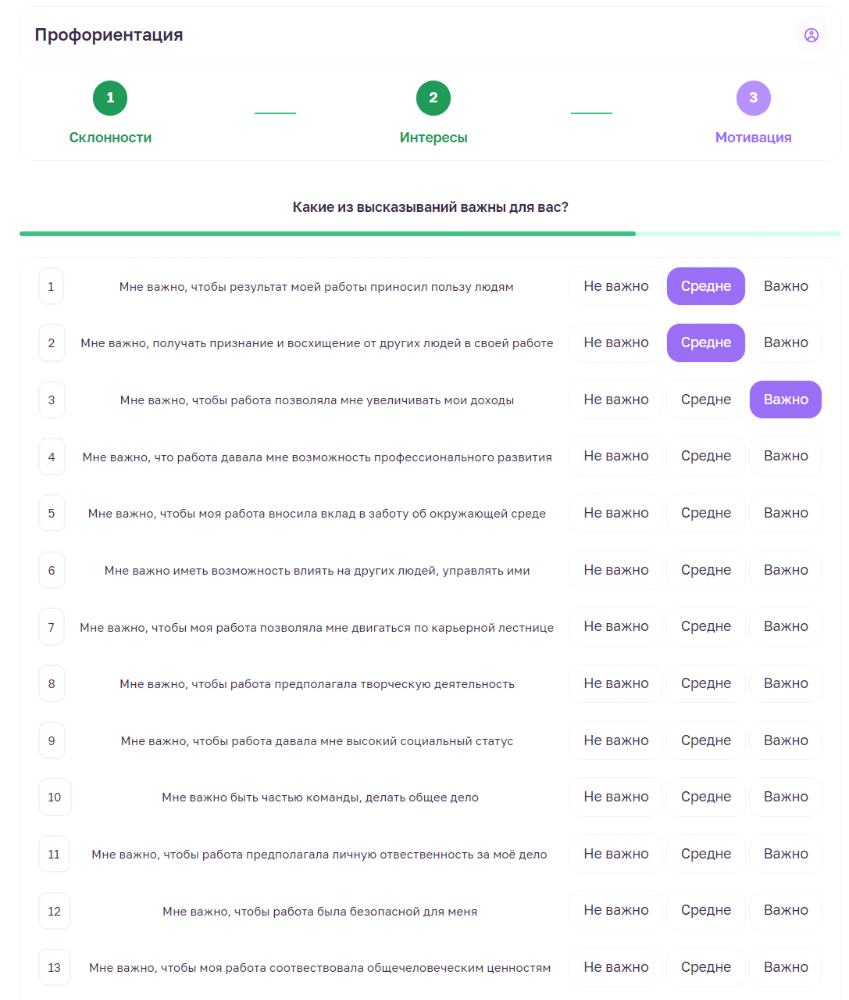 Профориентация
1
2
3
Склонности
Интересы
Мотивация
Какие из высказываний важны для вас?
1 Мне важно, чтобы результат моей работы приносил пользу людям Не важно Средне Важно
2 Мне важно, получать признание и восхищение от других людей в своей работе Не важно Средне Важно
3 Мне важно, чтобы работа позволяла мне увеличивать мои доходы Не важно Средне Важно
4 Мне важно, что работа давала мне возможность профессионального развития Не важно Средне Важно
5 Мне важно, чтобы моя работа вносила вклад в заботу об окружающей среде Не важно Средне Важно
6 Мне важно иметь возможность влиять на других людей, управлять ими Не важно Средне Важно
7 Мне важно, чтобы моя работа позволяла мне двигаться по карьерной лестнице Не важно Средне Важно
8 Мне важно, чтобы работа предполагала творческую деятельность Не важно Средне Важно
9 Мне важно, чтобы работа давала мне высокий социальный статус Не важно Средне Важно
10 Мне важно быть частью команды, делать общее дело Не важно Средне Важно
11 Мне важно, чтобы работа предполагала личную отвественность за моё дело Не важно Средне Важно
12 Мне важно, чтобы работа была безопасной для меня Не важно Средне Важно
13 Мне важно, чтобы моя работа соотвествовала общечеловеческим ценностям Не важно Средне Важно